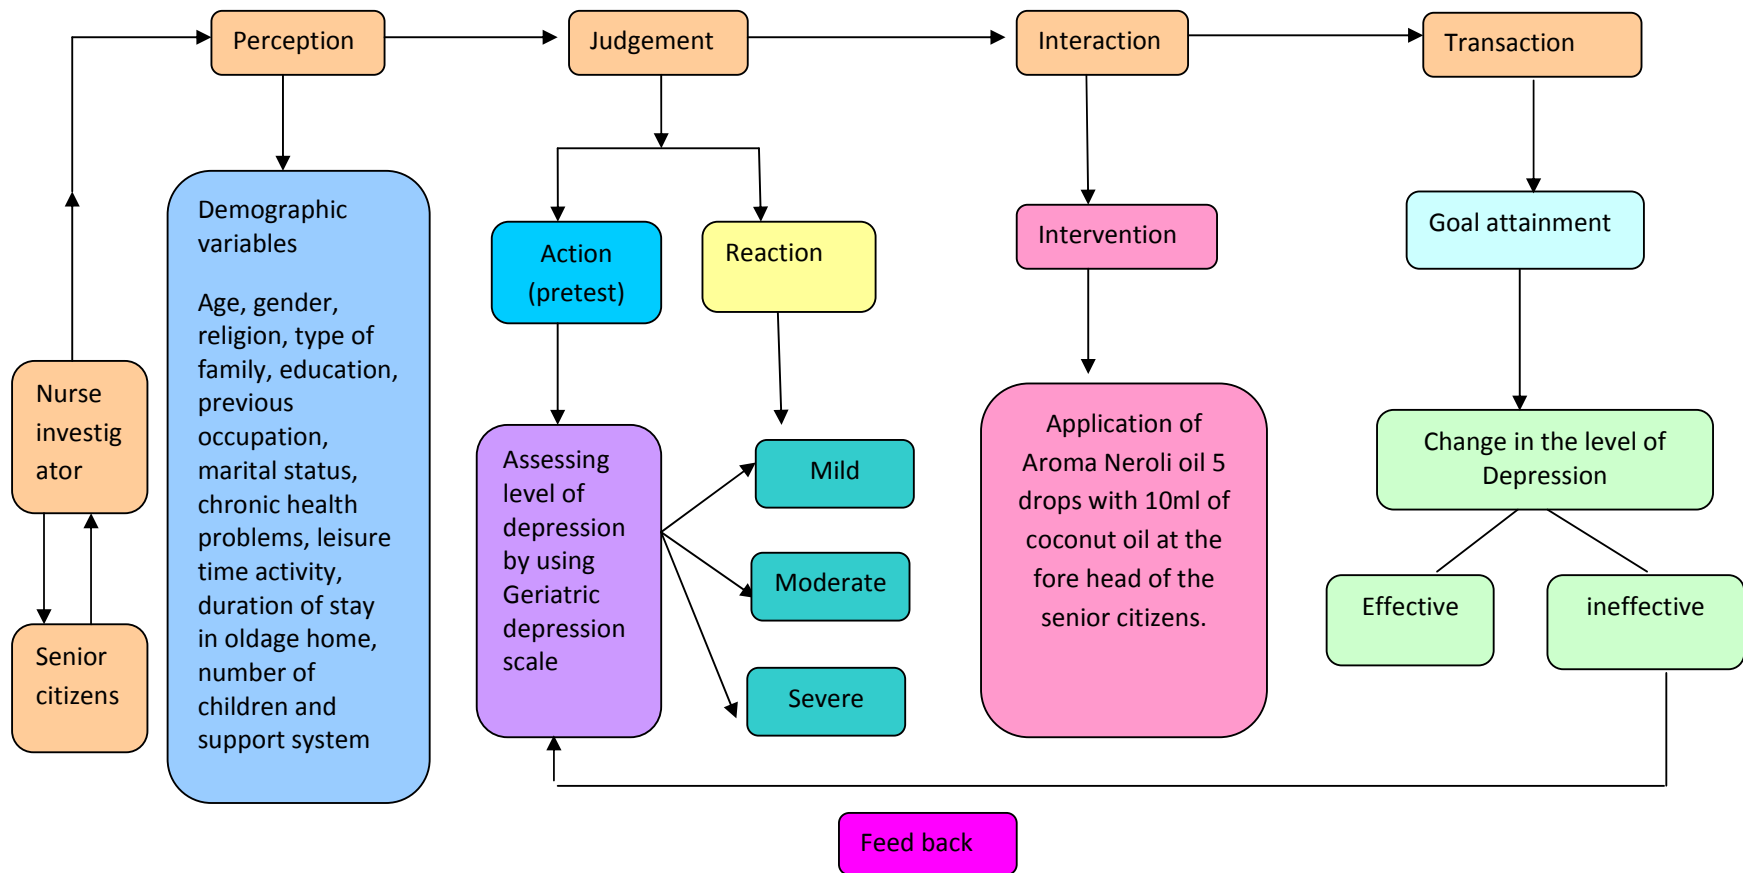 Perception
Judgement
Interaction
Transaction
Demographic
variables
Age, gender,
religion, type of
family, education,
previous
occupation,
marital status,
chronic health
problems, leisure
time activity,
duration of stay
in oldage home,
number of
children and
support system
Nurse
investig
ator
Senior
citizens
Action
(pretest)
Reaction
Assessing
level of
depression
by using
Geriatric
depression
scale
Mild
Moderate
Severe
Intervention
Application of
Aroma Neroli oil 5
drops with 10ml of
coconut oil at the
fore head of the
senior citizens.
Goal attainment
Change in the level of
Depression
Effective
ineffective
Feed back